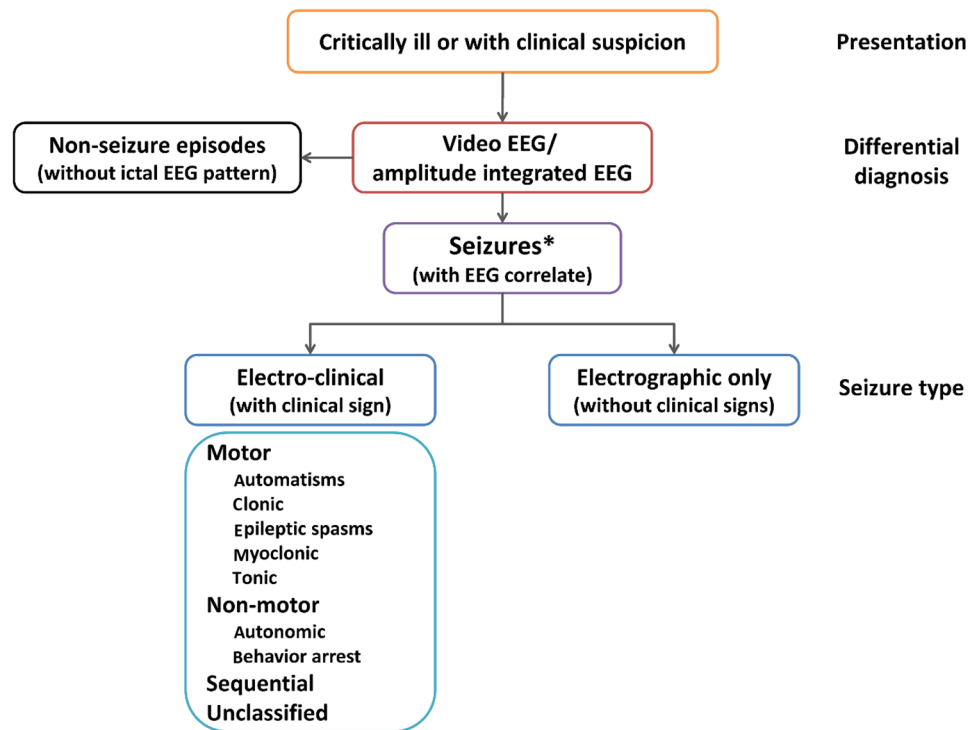 Critically ill or with clinical suspicion
Presentation
Non-seizure episodes
(without ictal EEG pattern)
Video EEG/
amplitude integrated EEG
Differential
diagnosis
Seizures*
(with EEG correlate)
Electro-clinical
(with clinical sign)
Electrographic only
(without clinical signs)
Seizure type
Motor
Automatisms
Clonic
Epileptic spasms
Myoclonic
Tonic
Non-motor
Autonomic
Behavior arrest
Sequential
Unclassified